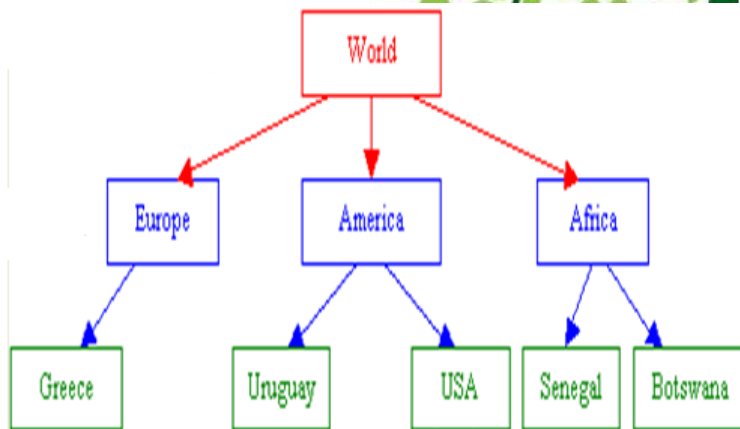 World
Europe
America
Africa
Greece
Uruguay
USA
Senegal
Botswana